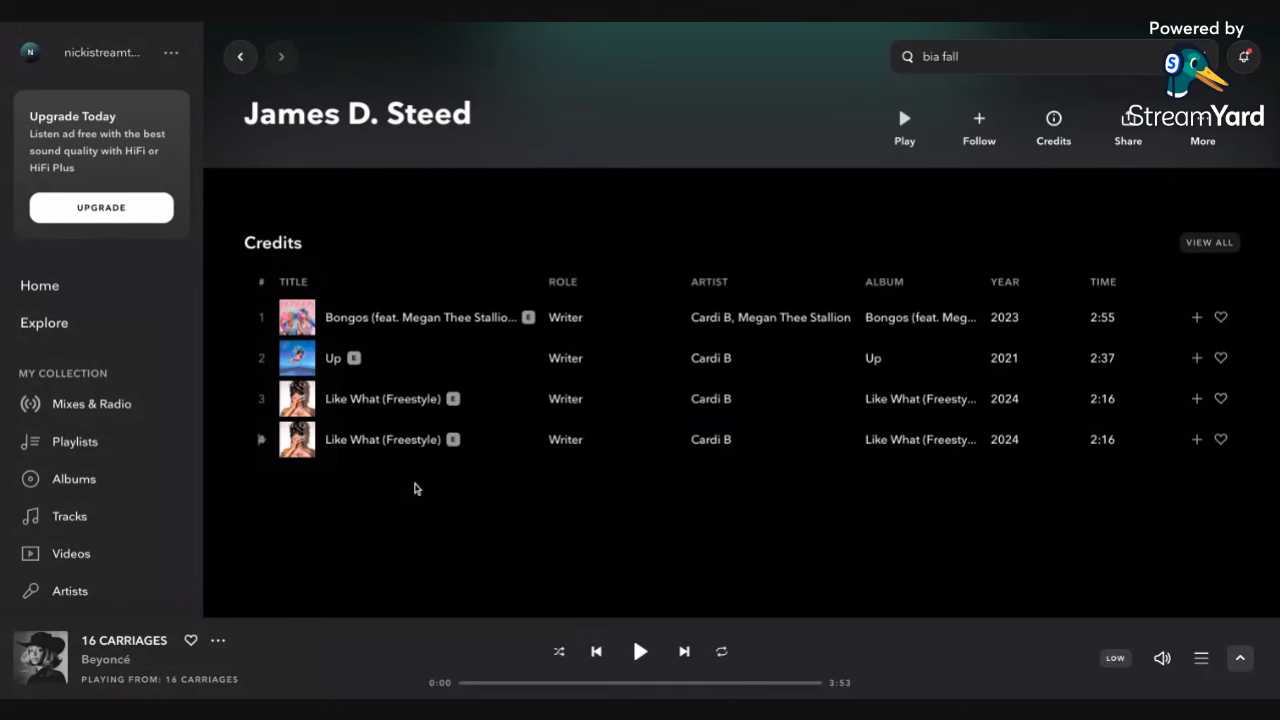 Powered by
StreamYard
N nickistreamt... ...
bia fall
James D. Steed
Play
Follow
Credits
Share
More
Upgrade Today
Listen ad free with the best
sound quality with HiFi or
HiFi Plus
UPGRADE
Home
Explore
MY COLLECTION
Mixes & Radio
Playlists
Albums
Tracks
Videos
Artists
Credits
VIEW ALL
# TITLE ROLE ARTIST ALBUM YEAR TIME
1 Bongos (feat. Megan Thee Stallio... E Writer Cardi B, Megan Thee Stallion Bongos (feat. Meg... 2023 2:55
2 Up E Writer Cardi B Up 2021 2:37
3 Like What (Freestyle) E Writer Cardi B Like What (Freesty... 2024 2:16
Like What (Freestyle) E Writer Cardi B Like What (Freesty... 2024 2:16
16 CARRIAGES
Beyoncé
PLAYING FROM: 16 CARRIAGES
0:00
3:53
LOW